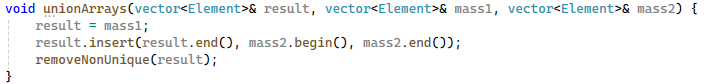 void unionArrays(vector<Element>& result, vector<Element>& mass1, vector<Element>& mass2) {
    result = mass1;
    result.insert(result.end(), mass2.begin(), mass2.end());
    removeNonUnique(result);
}